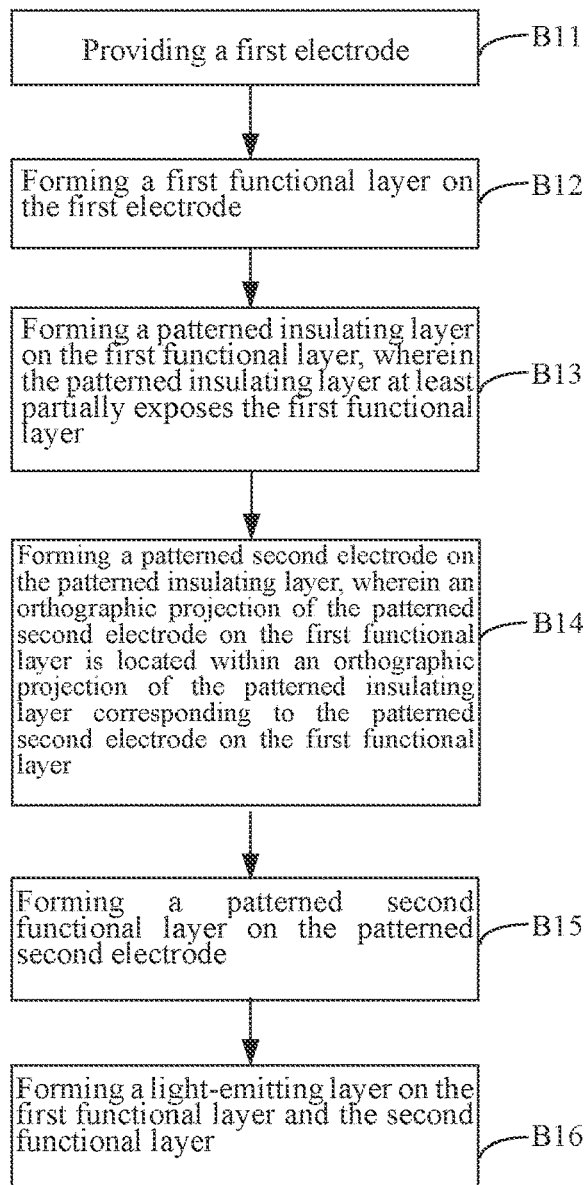 Providing a first electrode
B11
Forming a first functional layer on
the first electrode
B12
Forming a patterned insulating layer
on the first functional layer, wherein
the patterned insulating layer at least
partially exposes the first functional
layer
B13
Forming a patterned second electrode on
the patterned insulating layer, wherein an
orthographic projection of the patterned
second electrode on the first functional
layer is located within an orthographic
projection of the patterned insulating
layer corresponding to the patterned
second electrode on the first functional
layer
B14
Forming a patterned second
functional layer on the patterned
second electrode
B15
Forming a light-emitting layer on the
first functional layer and the second
functional layer
B16